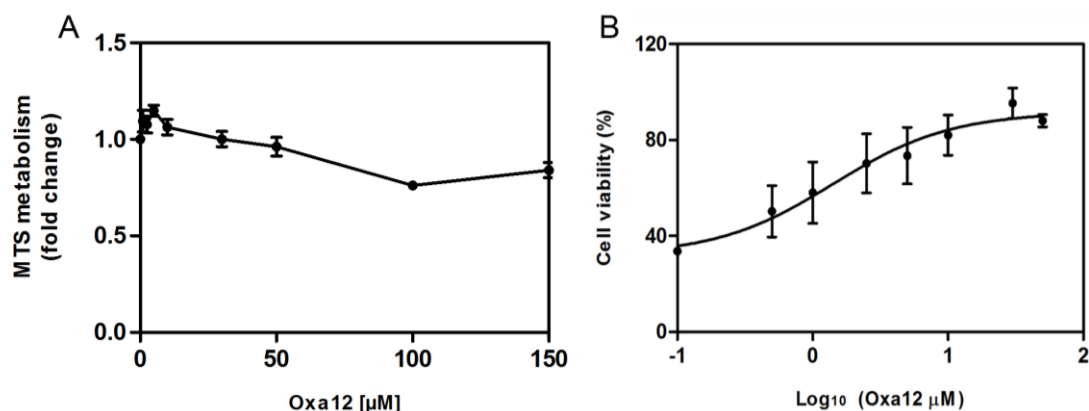 A
MTS metabolism
(fold change)
1.5
1.0
0.5
0.0
0 50 100 150
Oxa12 [µM]
B
Cell viability (%)
120
80
40
0
-1 0 1 2
Log₁₀ (Oxa12 µM)